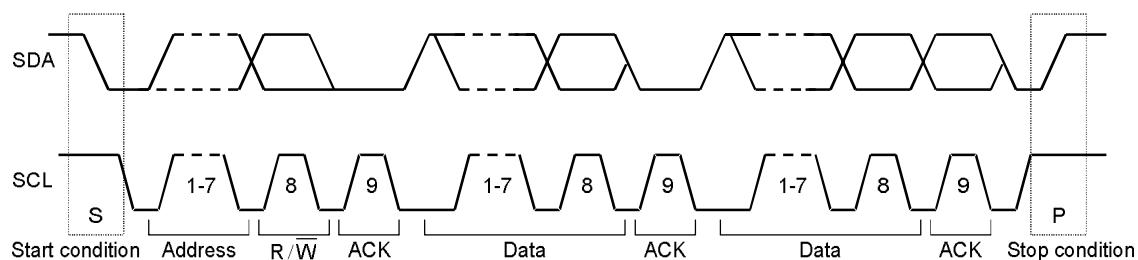 SDA
SCL
1-7 8 9 1-7 8 9 1-7 8 9
S P
Start condition Address R/W̅ ACK Data ACK Data ACK Stop condition